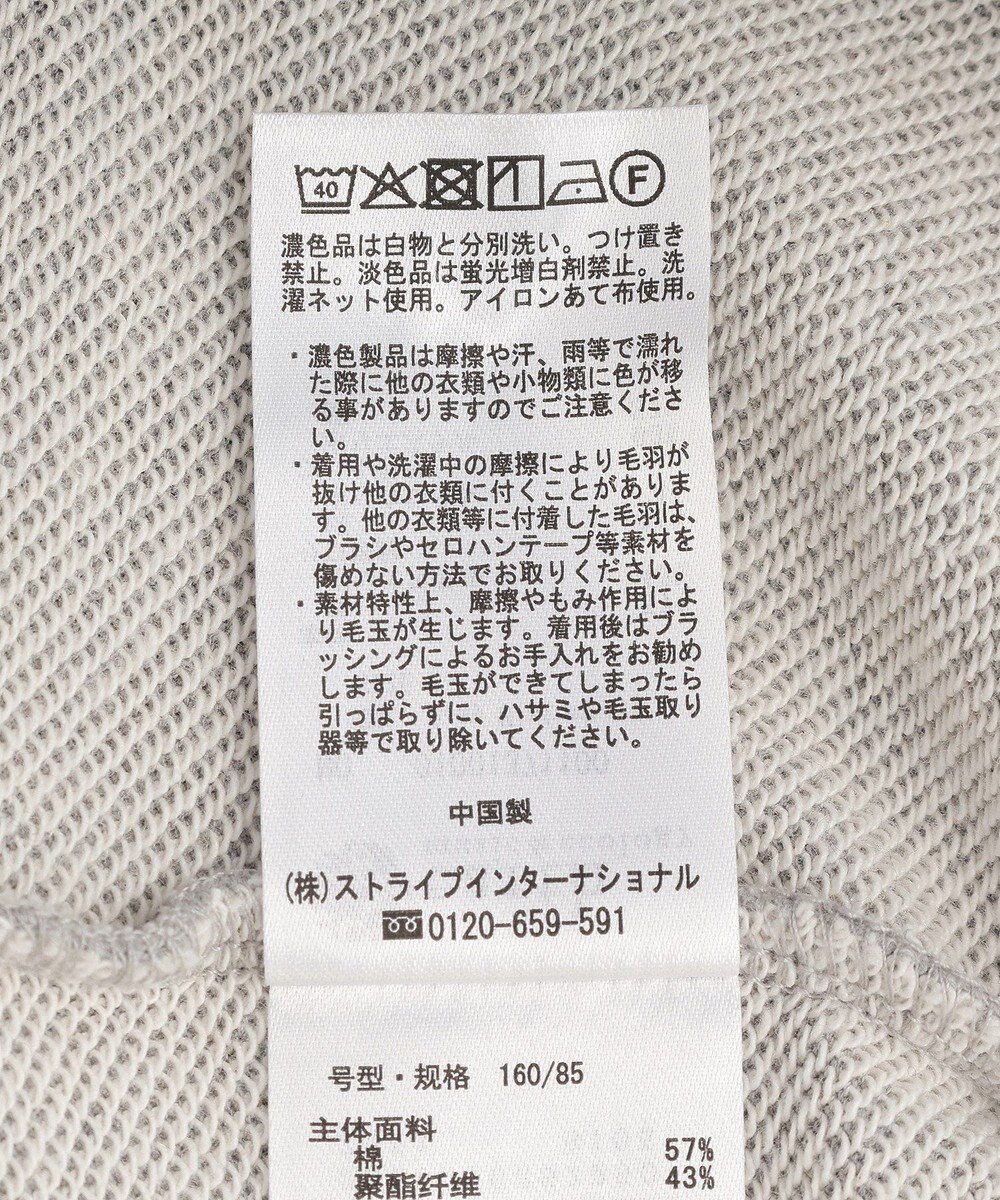 40 F
濃色品は白物と分別洗い。つけ置き
禁止。淡色品は蛍光増白剤禁止。洗
濯ネット使用。アイロンあて布使用。
・濃色製品は摩擦や汗、雨等で濡れ
た際に他の衣類や小物類に色が移
る事がありますのでご注意くださ
い。
・着用や洗濯中の摩擦により毛羽が
抜け他の衣類に付くことがありま
す。他の衣類等に付着した毛羽は、
ブラシやセロハンテープ等素材を
傷めない方法でお取りください。
・素材特性上、摩擦やもみ作用によ
り毛玉が生じます。着用後はブラ
ッシングによるお手入れをお勧め
します。毛玉ができてしまったら
引っぱらずに、ハサミや毛玉取り
器等で取り除いてください。
中国製
(株)ストライプインターナショナル
0120-659-591
号型・规格 160/85
主体面料
棉 57%
聚酯纤维 43%